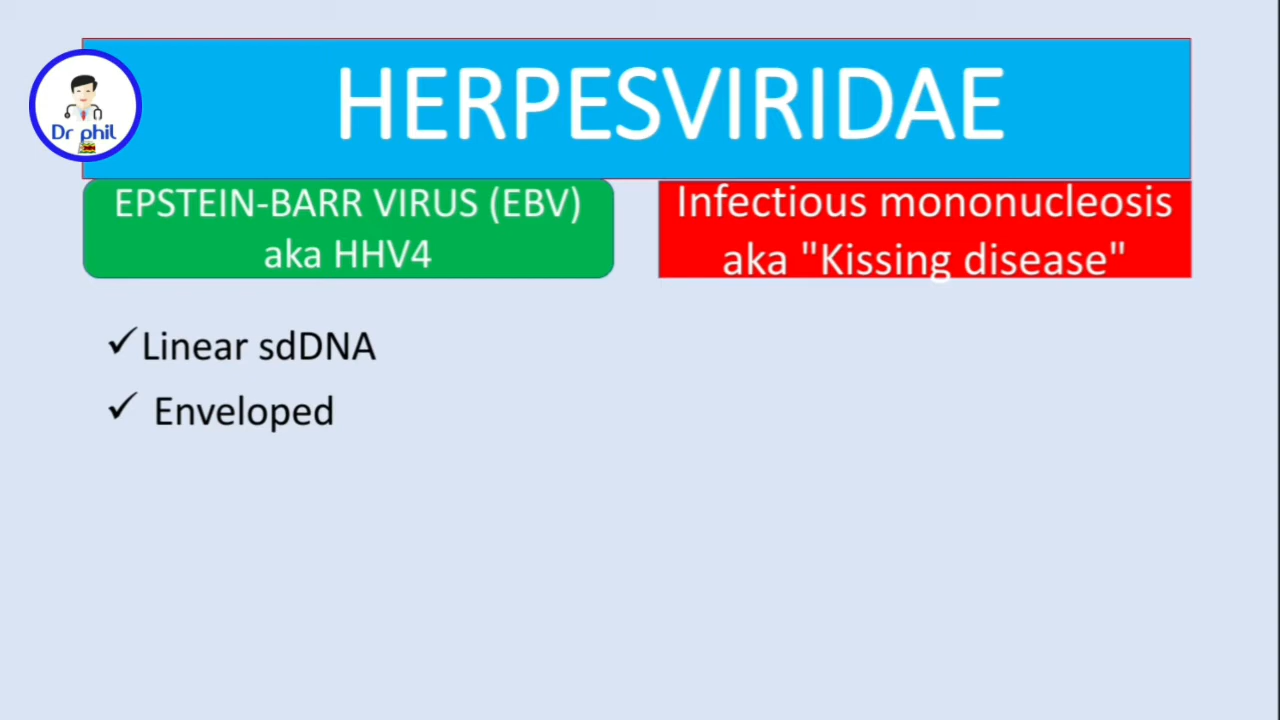 HERPESVIRIDAE
Dr phil
EPSTEIN-BARR VIRUS (EBV)
aka HHV4
Infectious mononucleosis
aka "Kissing disease"
✓Linear sdDNA
✓ Enveloped